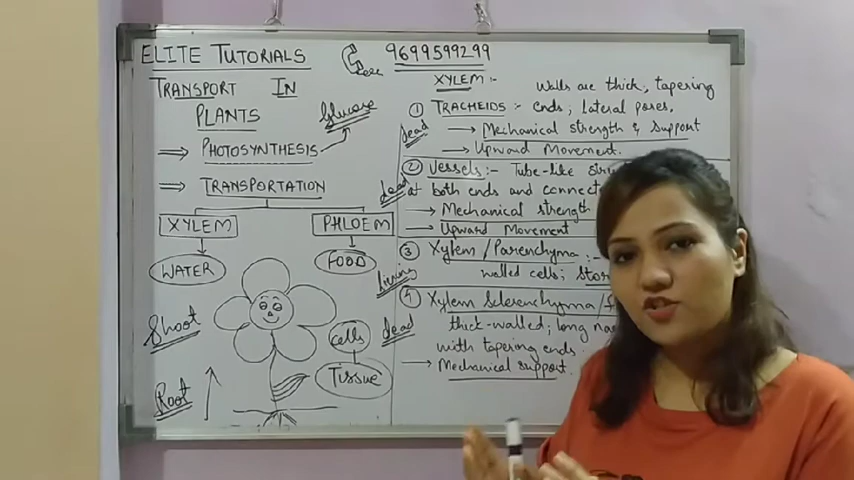 ELITE TUTORIALS 9699599299
TRANSPORT IN
PLANTS
Glucose
⇒ PHOTOSYNTHESIS
⇒ TRANSPORTATION
XYLEM PHLOEM
WATER FOOD
Shoot
cells
Tissue
Root
XYLEM :-
① TRACHEIDS :- Walls are thick, tapering
ends; lateral pores.
dead
→ Mechanical strength & support
→ Upward Movement.
② Vessels :- Tube-like
dead
at both ends and
→ Mechanical strength
→ Upward Movement
③ Xylem / Parenchyma :-
walled cells;
living
④ Xylem Sclerenchyma /
dead
thick-walled; long
with tapering ends.
→ Mechanical support.